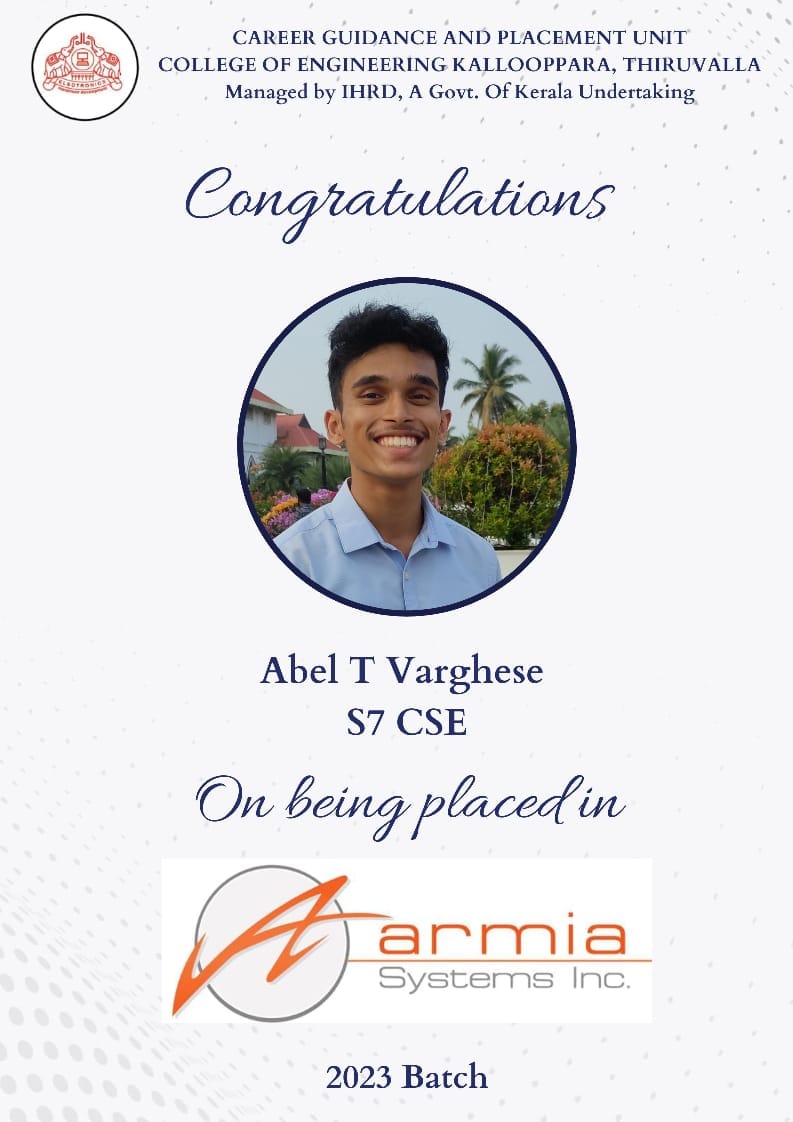 CAREER GUIDANCE AND PLACEMENT UNIT
COLLEGE OF ENGINEERING KALLOOPPARA, THIRUVALLA
Managed by IHRD, A Govt. Of Kerala Undertaking
ELECTRONICS
Congratulations
Abel T Varghese
S7 CSE
On being placed in
armia
Systems Inc.
2023 Batch